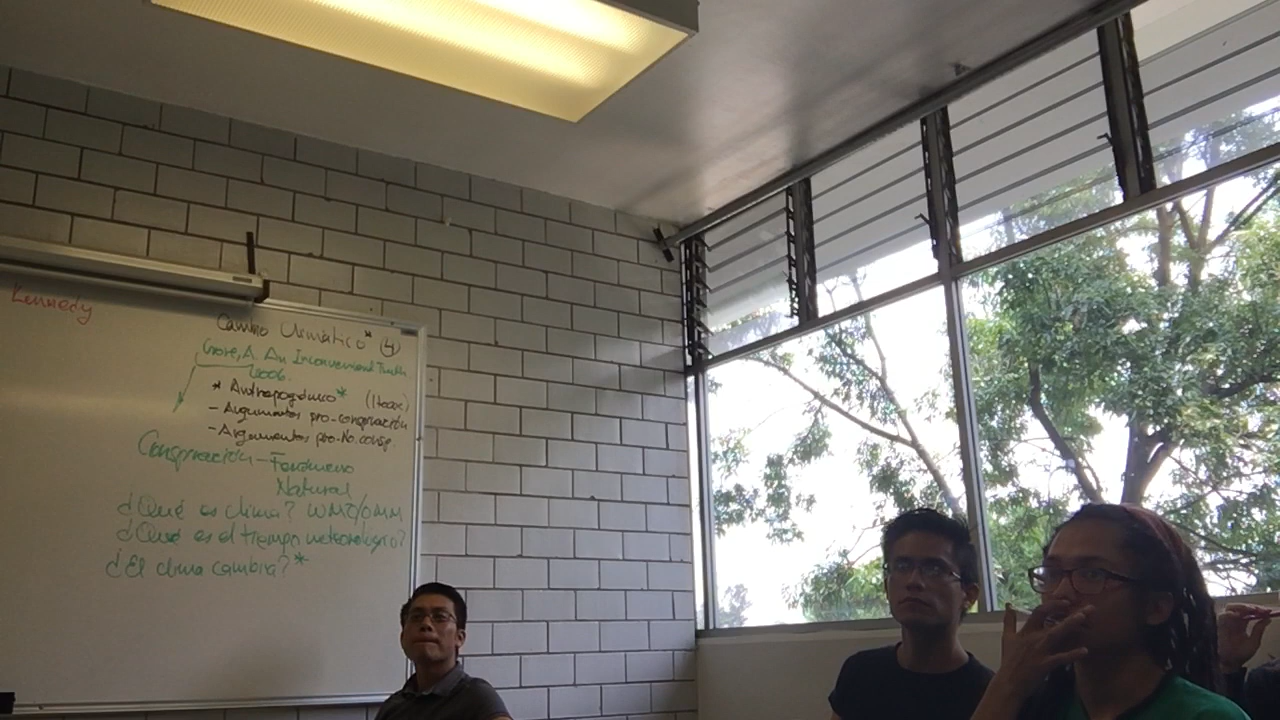 Kennedy
Cambio Climático* (4)
Gore, A. An Inconvenient Truth
2006.
* Antropogénico*
- Argumentos pro-conspiración
- Argumentos pro-No consp.
Conspiración - Fenómeno
Natural
¿Qué es clima? WMO/OMM
¿Qué es el tiempo meteorológico?
¿El clima cambia?*